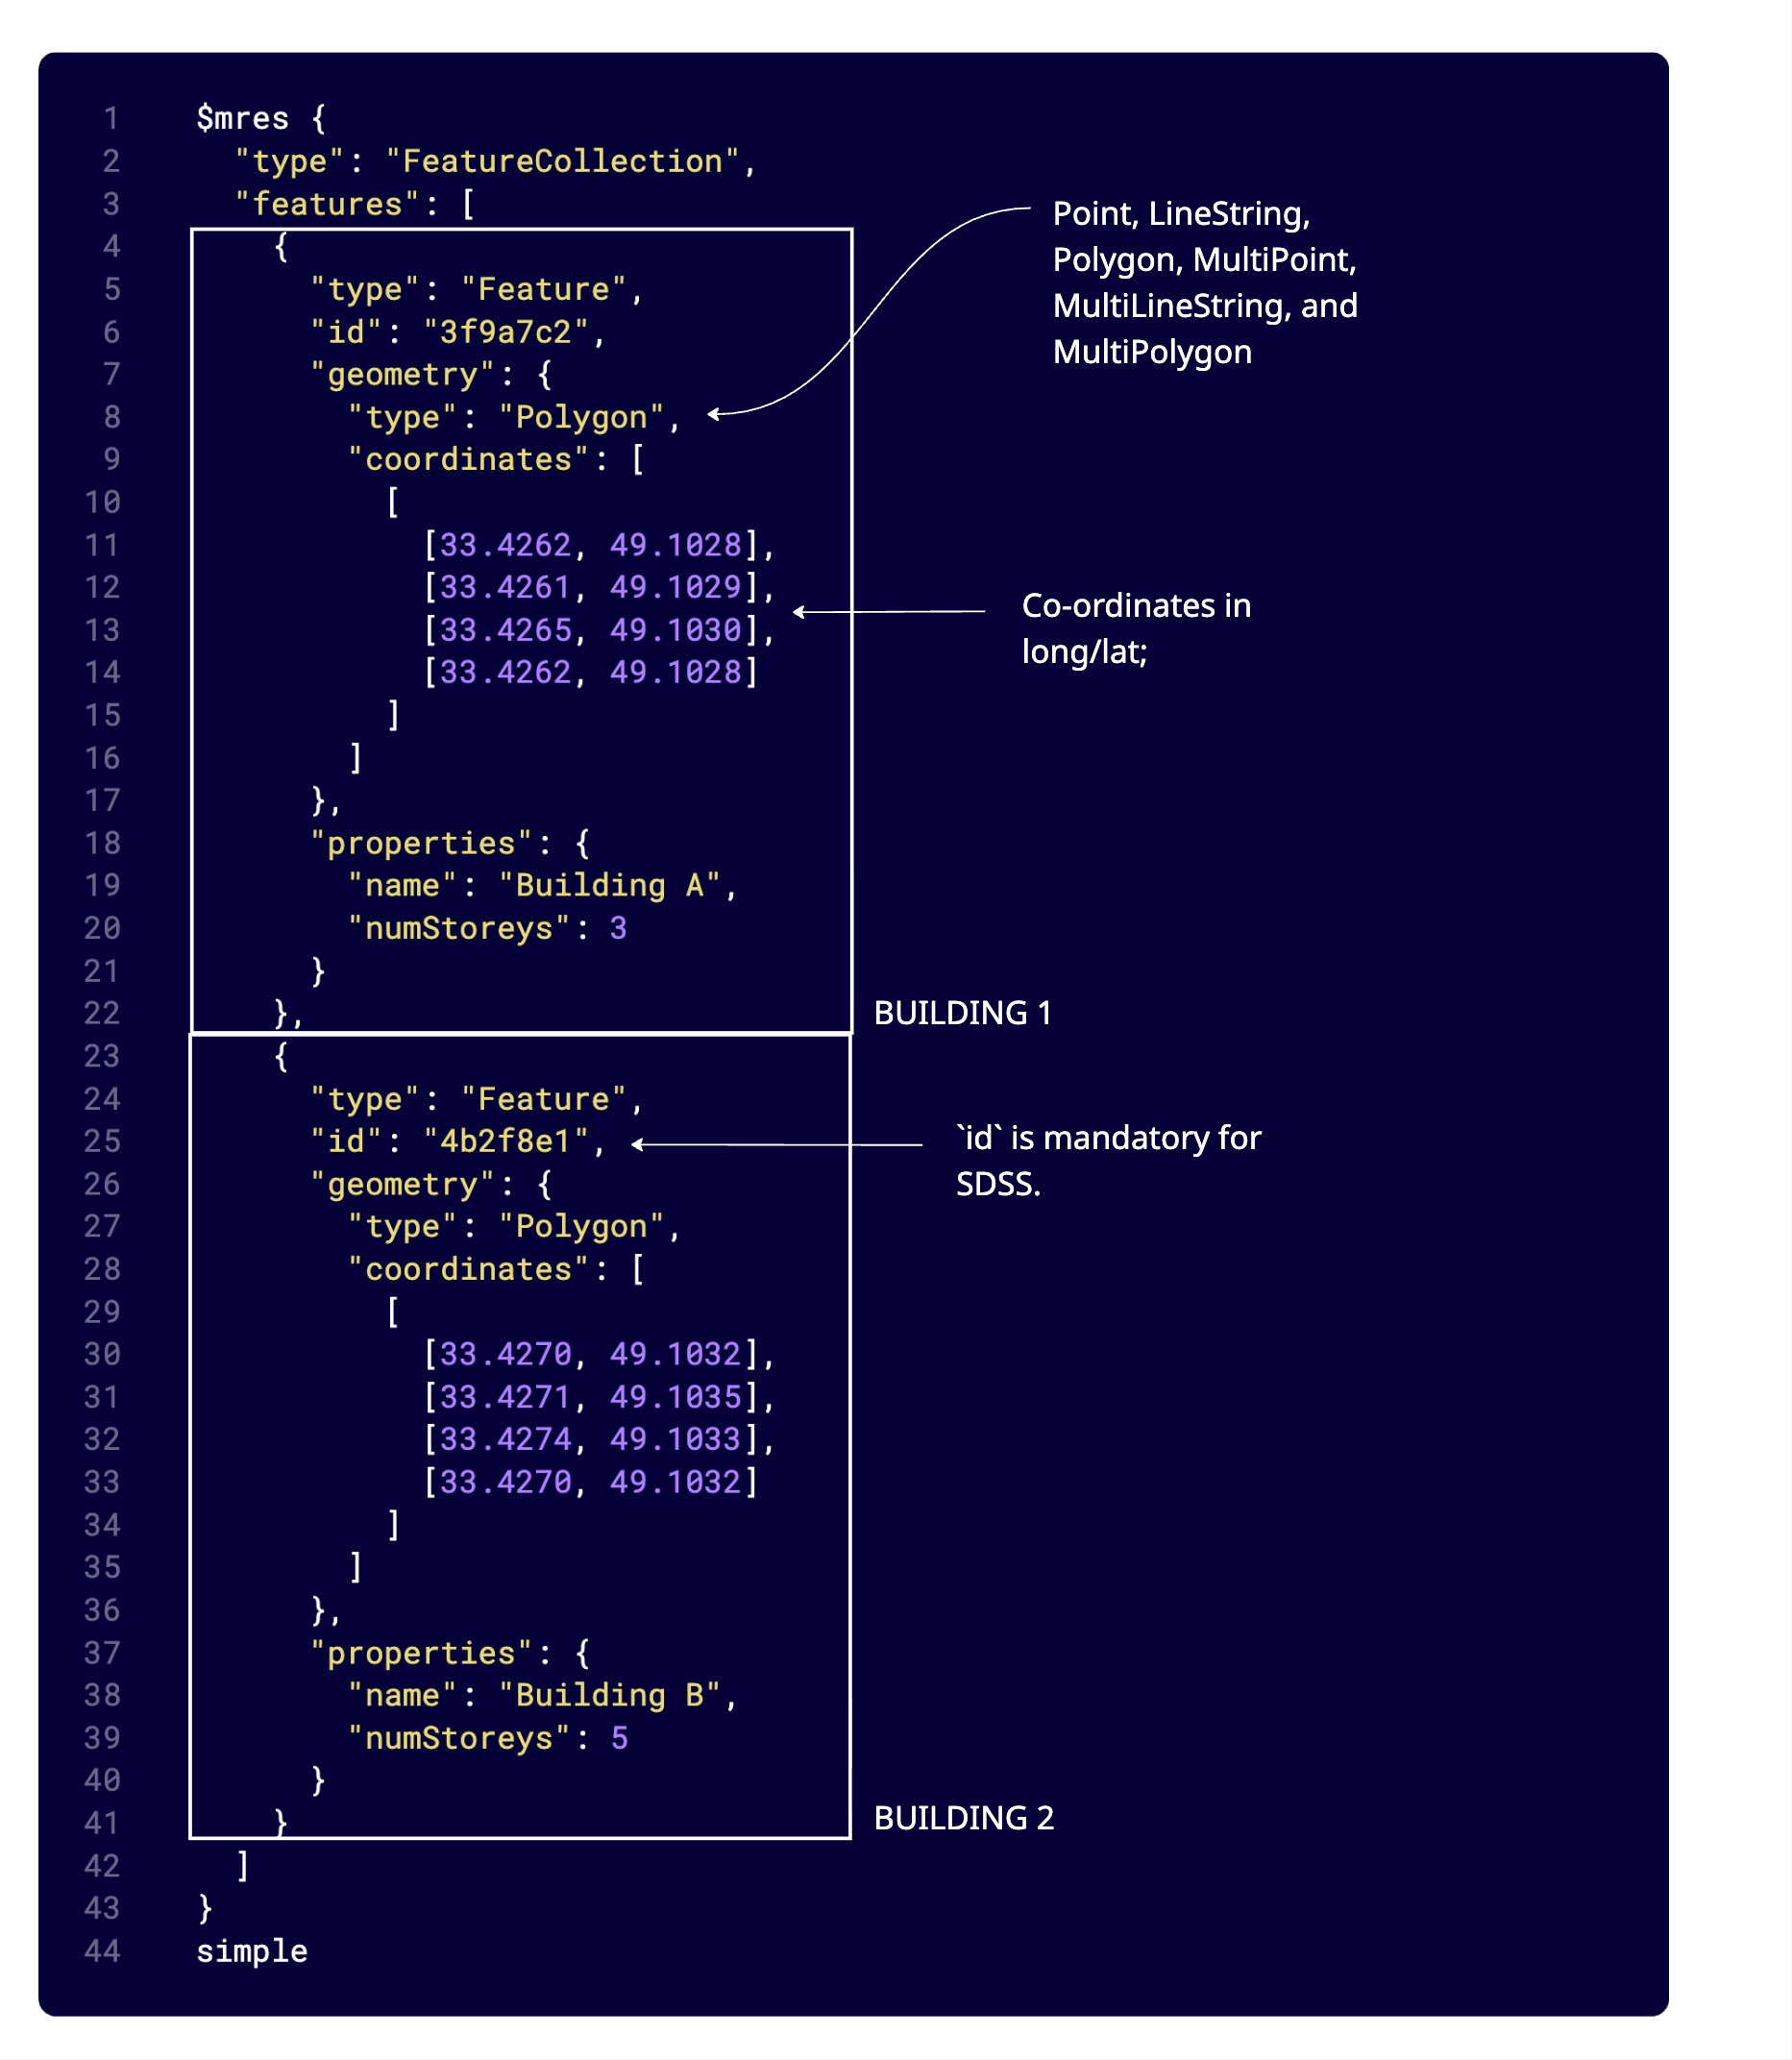 1 $mres {
2 "type": "FeatureCollection",
3 "features": [
4 {
5 "type": "Feature",
6 "id": "3f9a7c2",
7 "geometry": {
8 "type": "Polygon",
9 "coordinates": [
10 [
11 [33.4262, 49.1028],
12 [33.4261, 49.1029],
13 [33.4265, 49.1030],
14 [33.4262, 49.1028]
15 ]
16 ]
17 },
18 "properties": {
19 "name": "Building A",
20 "numStoreys": 3
21 }
22 },
23 {
24 "type": "Feature",
25 "id": "4b2f8e1",
26 "geometry": {
27 "type": "Polygon",
28 "coordinates": [
29 [
30 [33.4270, 49.1032],
31 [33.4271, 49.1035],
32 [33.4274, 49.1033],
33 [33.4270, 49.1032]
34 ]
35 ]
36 },
37 "properties": {
38 "name": "Building B",
39 "numStoreys": 5
40 }
41 }
42 ]
43 }
44 simple
Point, LineString,
Polygon, MultiPoint,
MultiLineString, and
MultiPolygon
Co-ordinates in
long/lat;
BUILDING 1
`id` is mandatory for
SDSS.
BUILDING 2